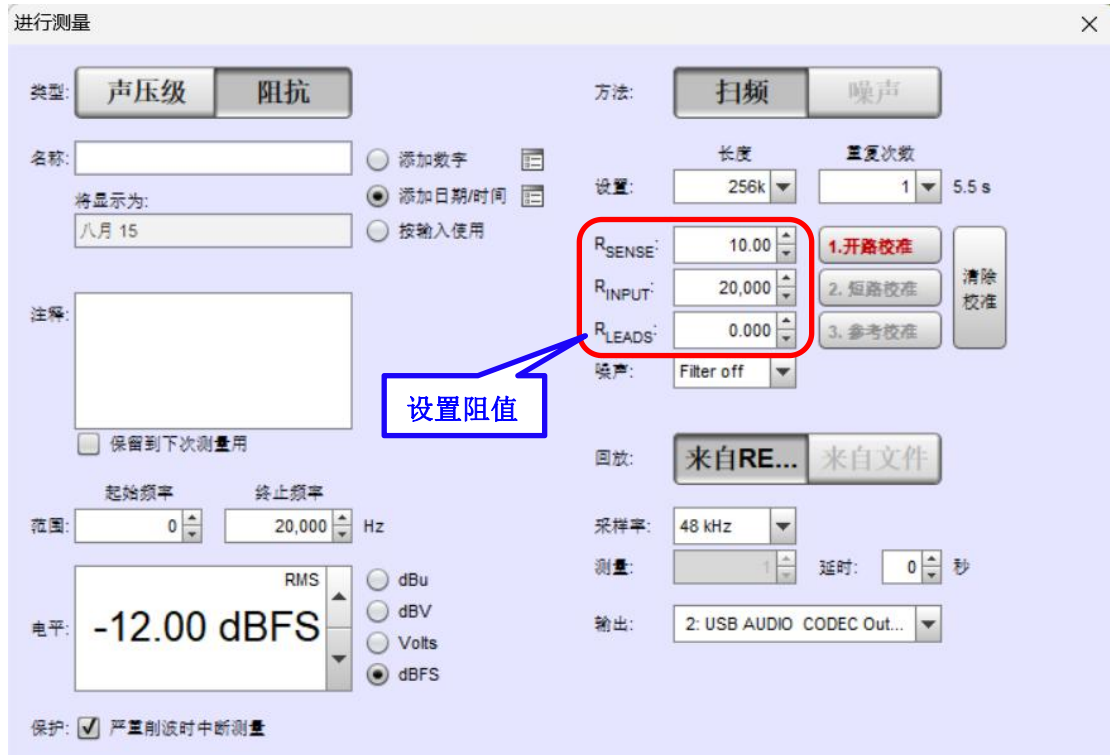 进行测量
类型: 声压级 阻抗
方法: 扫频 噪声
名称:
添加数字
添加日期/时间
按输入使用
将显示为:
八月 15
长度 重复次数
设置: 256k 1 5.5 s
RSENSE: 10.00 1.开路校准
RINPUT: 20,000 2. 短路校准
RLEADS: 0.000 3. 参考校准
清除
校准
噪声: Filter off
设置阻值
注释:
保留到下次测量用
回放: 来自RE... 来自文件
起始频率 终止频率
范围: 0 20,000 Hz
采样率: 48 kHz
测量: 1 延时: 0 秒
电平: RMS
-12.00 dBFS
dBu
dBV
Volts
dBFS
输出: 2: USB AUDIO CODEC Out...
保护: 严重削波时中断测量